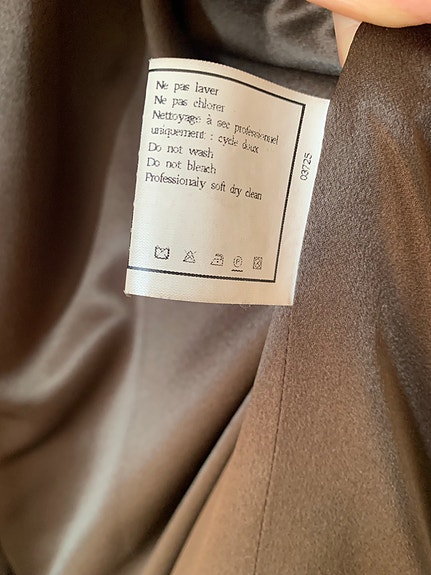 Ne pas laver
Ne pas chlorer
Nettoyage à sec professionnel
uniquement : cycle doux
Do not wash
Do not bleach
Professionaly soft dry clean
03725